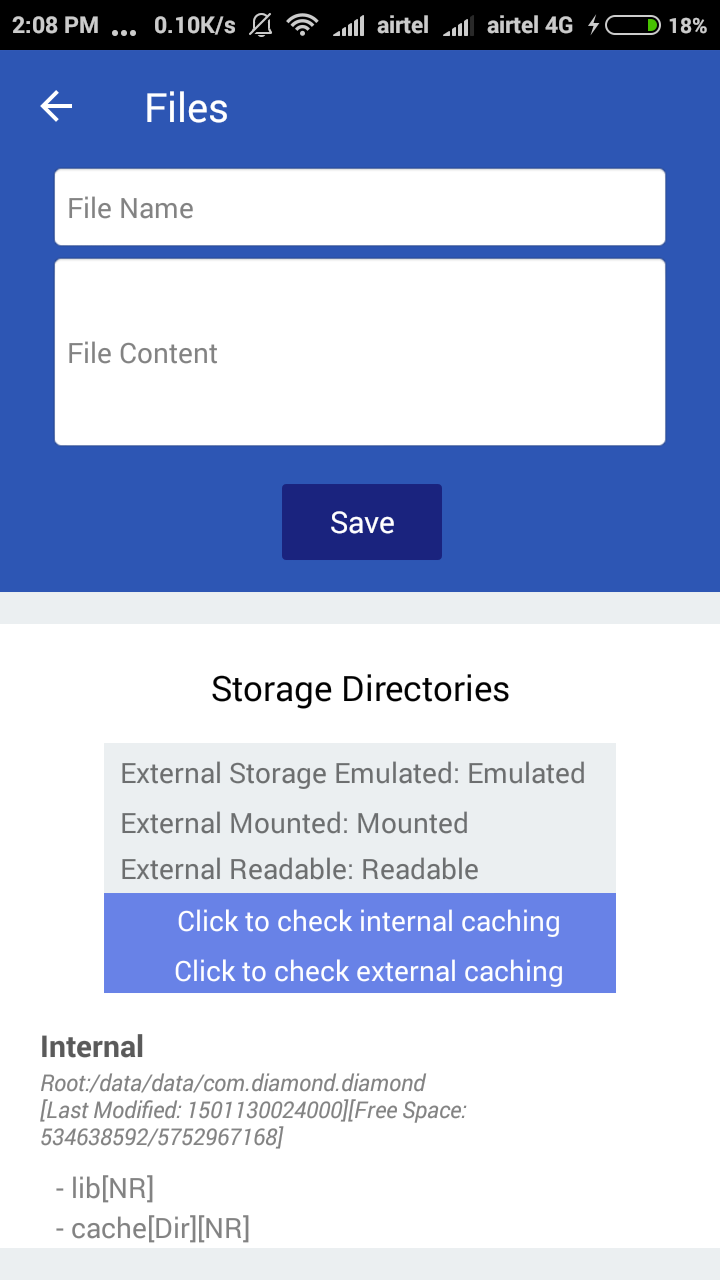 2:08 PM ... 0.10K/s airtel airtel 4G 18%
Files
File Name
File Content
Save
Storage Directories
External Storage Emulated: Emulated
External Mounted: Mounted
External Readable: Readable
Click to check internal caching
Click to check external caching
Internal
Root:/data/data/com.diamond.diamond
[Last Modified: 1501130024000][Free Space:
534638592/5752967168]
- lib[NR]
- cache[Dir][NR]